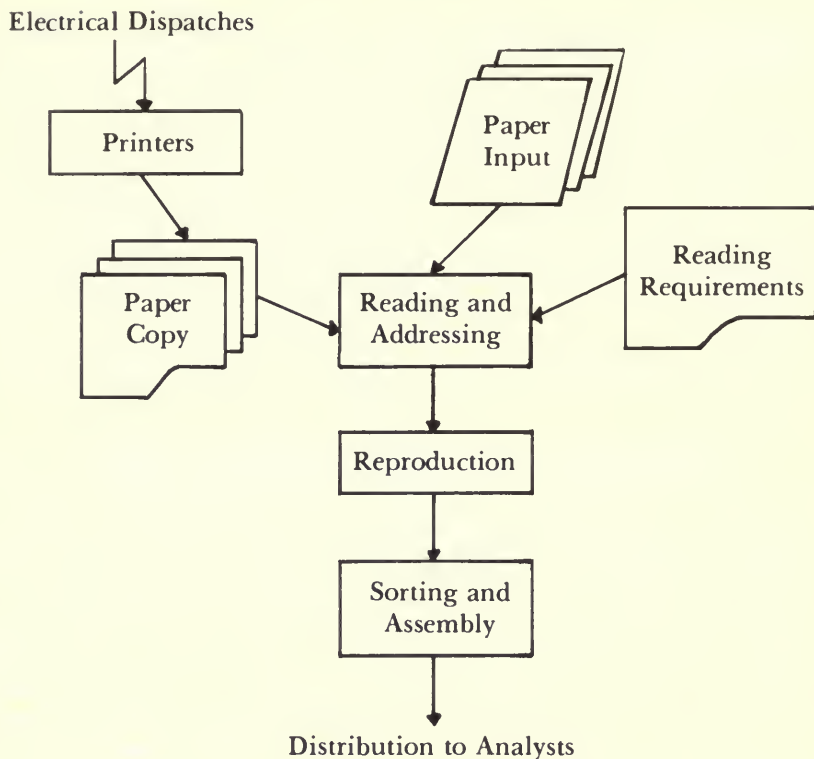 Electrical Dispatches
Printers
Paper
Input
Reading
Requirements
Paper
Copy
Reading and
Addressing
Reproduction
Sorting and
Assembly
Distribution to Analysts